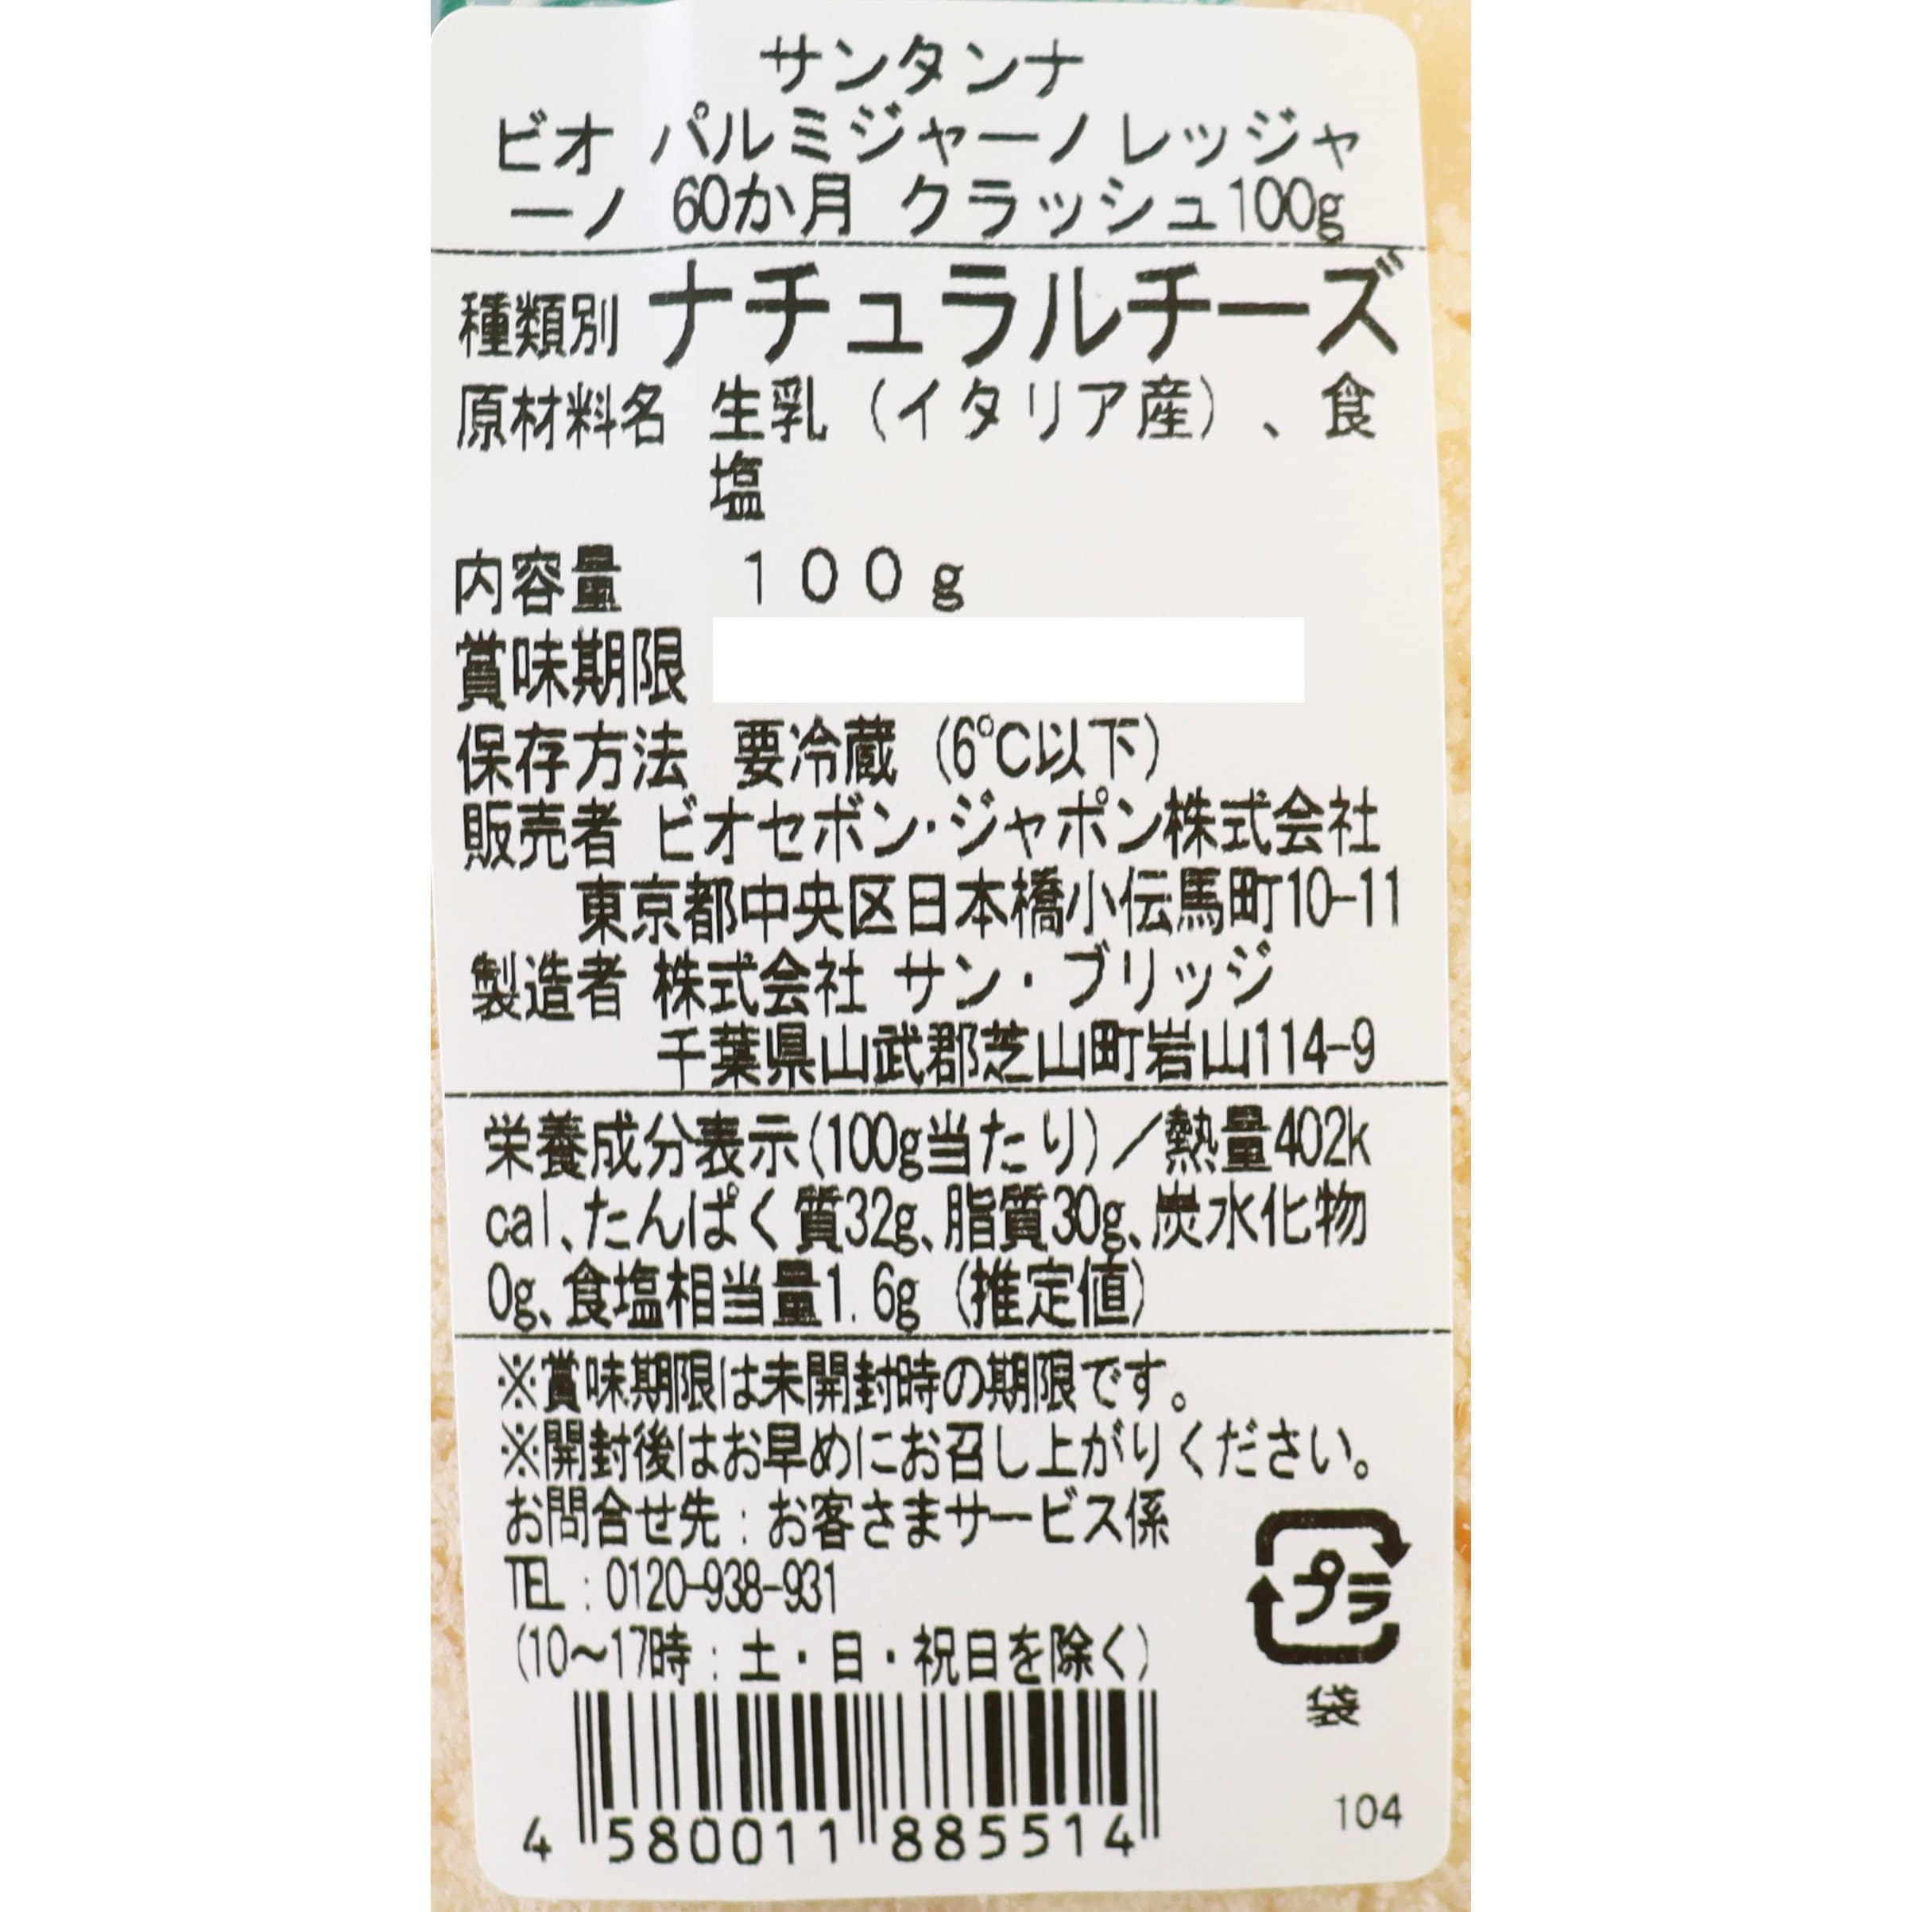 サンタンナ
ビオ パルミジャーノ レッジャ
ーノ 60か月 クラッシュ100g
種類別 ナチュラルチーズ
原材料名 生乳（イタリア産）、食
塩
内容量 １００ｇ
賞味期限
保存方法 要冷蔵 (6℃以下)
販売者 ビオセボン・ジャポン株式会社
東京都中央区日本橋小伝馬町10-11
製造者 株式会社 サン・ブリッジ
千葉県山武郡芝山町岩山114-9
栄養成分表示(100g当たり)／熱量402k
cal、たんぱく質32g、脂質30g、炭水化物
0g、食塩相当量1.6g (推定値)
※賞味期限は未開封時の期限です。
※開封後はお早めにお召し上がりください。
お問合せ先：お客さまサービス係
TEL：0120-938-931
(10～17時：土・日・祝日を除く)
プラ
袋
4 580011 885514
104